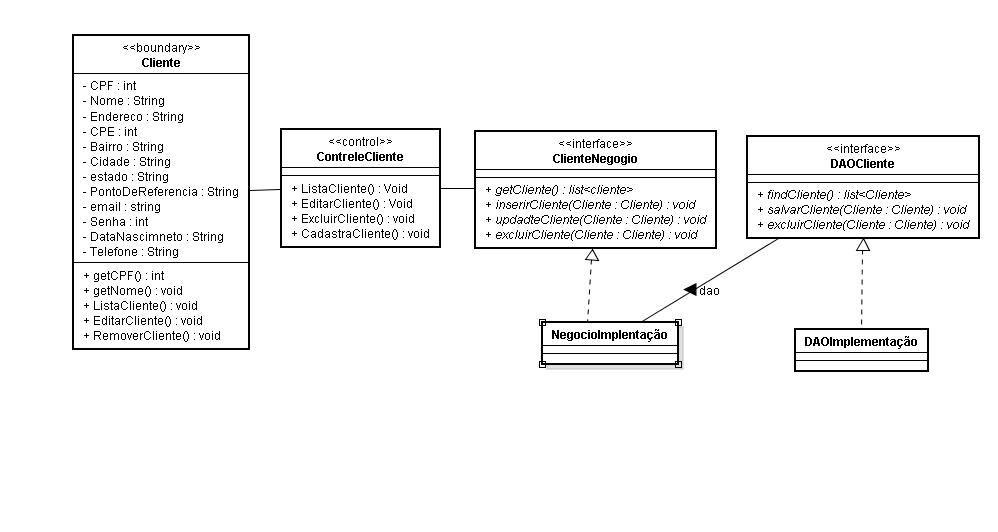 <<boundary>>
Cliente
- CPF : int
- Nome : String
- Endereco : String
- CPE : int
- Bairro : String
- Cidade : String
- estado : String
- PontoDeReferencia : String
- email : string
- Senha : int
- DataNascimneto : String
- Telefone : String
+ getCPF() : int
+ getNome() : void
+ ListaCliente() : void
+ EditarCliente() : void
+ RemoverCliente() : void
<<control>>
ContreleCliente
+ ListaCliente() : Void
+ EditarCliente() : Void
+ ExcluirCliente() : void
+ CadastraCliente() : void
<<interface>>
ClienteNegogio
+ getCliente() : list<cliente>
+ inserirCliente(Cliente : Cliente) : void
+ updadteCliente(Cliente : Cliente) : void
+ excluirCliente(Cliente : Cliente) : void
<<interface>>
DAOCliente
+ findCliente() : list<Cliente>
+ salvarCliente(Cliente : Cliente) : void
+ excluirCliente(Cliente : Cliente) : void
dao
NegocioImplentação
DAOImplementação